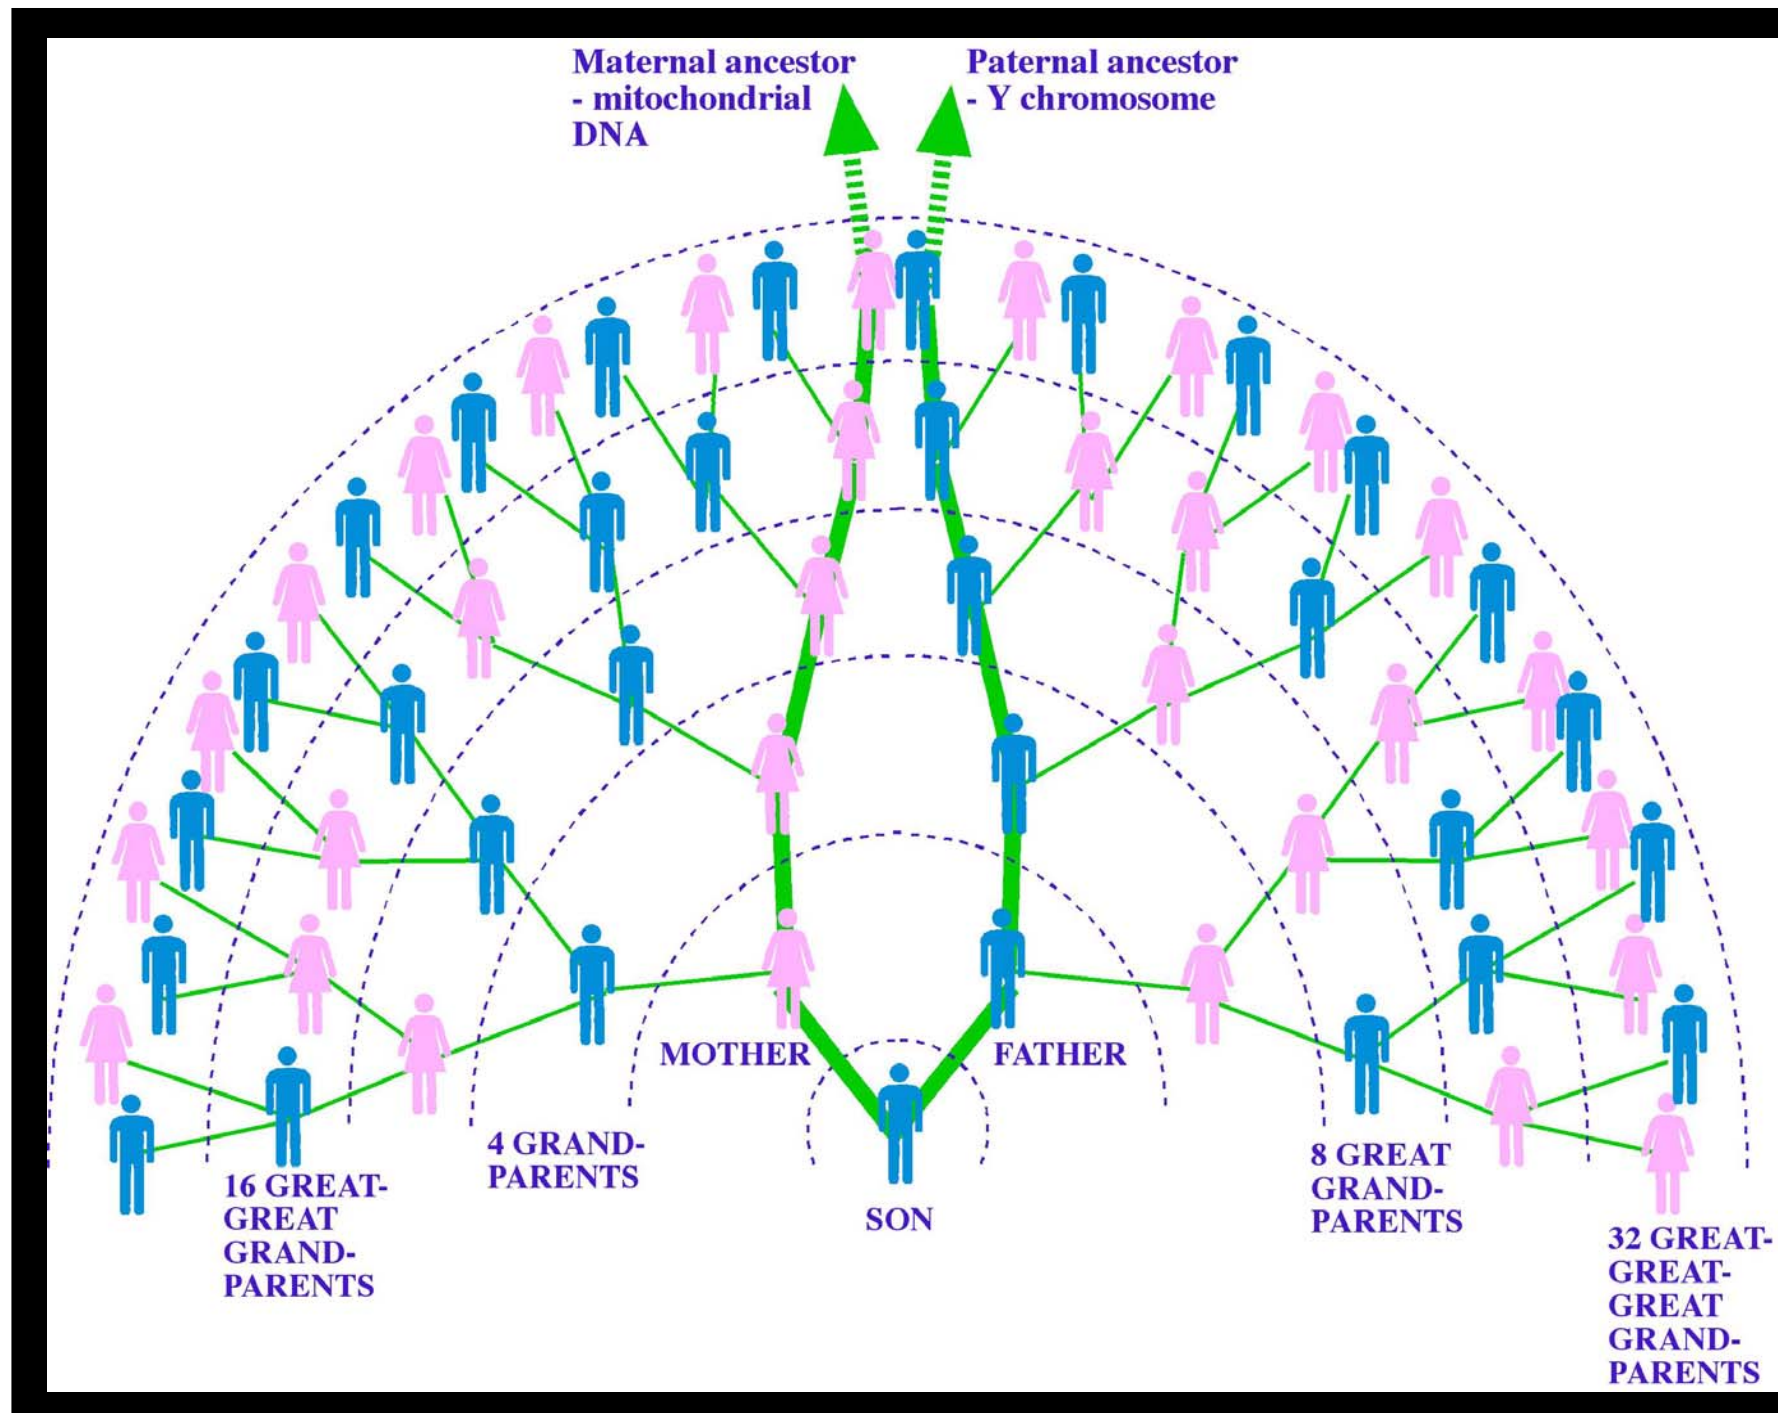 Maternal ancestor
- mitochondrial
DNA
Paternal ancestor
- Y chromosome
MOTHER
FATHER
4 GRAND-
PARENTS
8 GREAT
GRAND-
PARENTS
16 GREAT-
GREAT
GRAND-
PARENTS
SON
32 GREAT-
GREAT-
GREAT
GRAND-
PARENTS